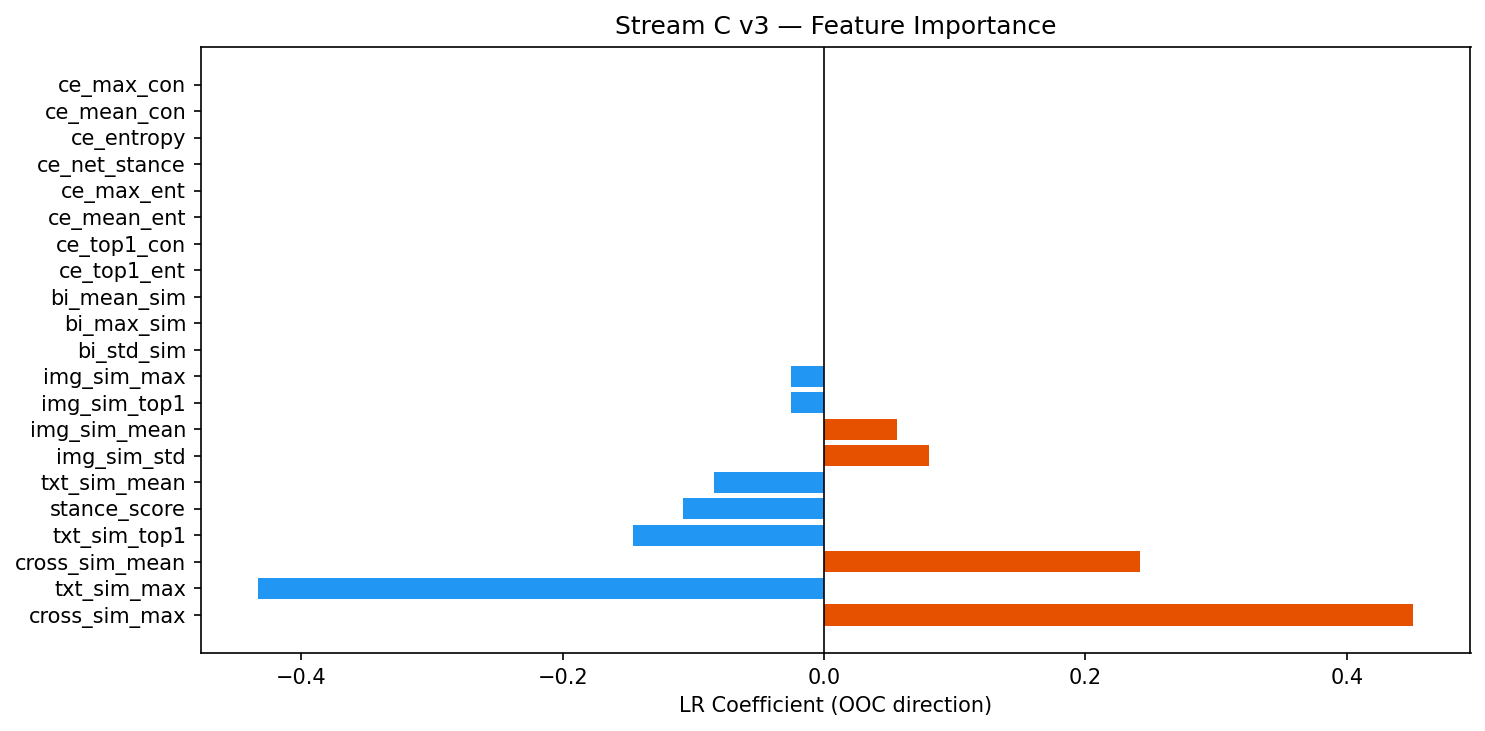 Stream C v3 — Feature Importance
ce_max_con
ce_mean_con
ce_entropy
ce_net_stance
ce_max_ent
ce_mean_ent
ce_top1_con
ce_top1_ent
bi_mean_sim
bi_max_sim
bi_std_sim
img_sim_max
img_sim_top1
img_sim_mean
img_sim_std
txt_sim_mean
stance_score
txt_sim_top1
cross_sim_mean
txt_sim_max
cross_sim_max
−0.4 −0.2 0.0 0.2 0.4
LR Coefficient (OOC direction)